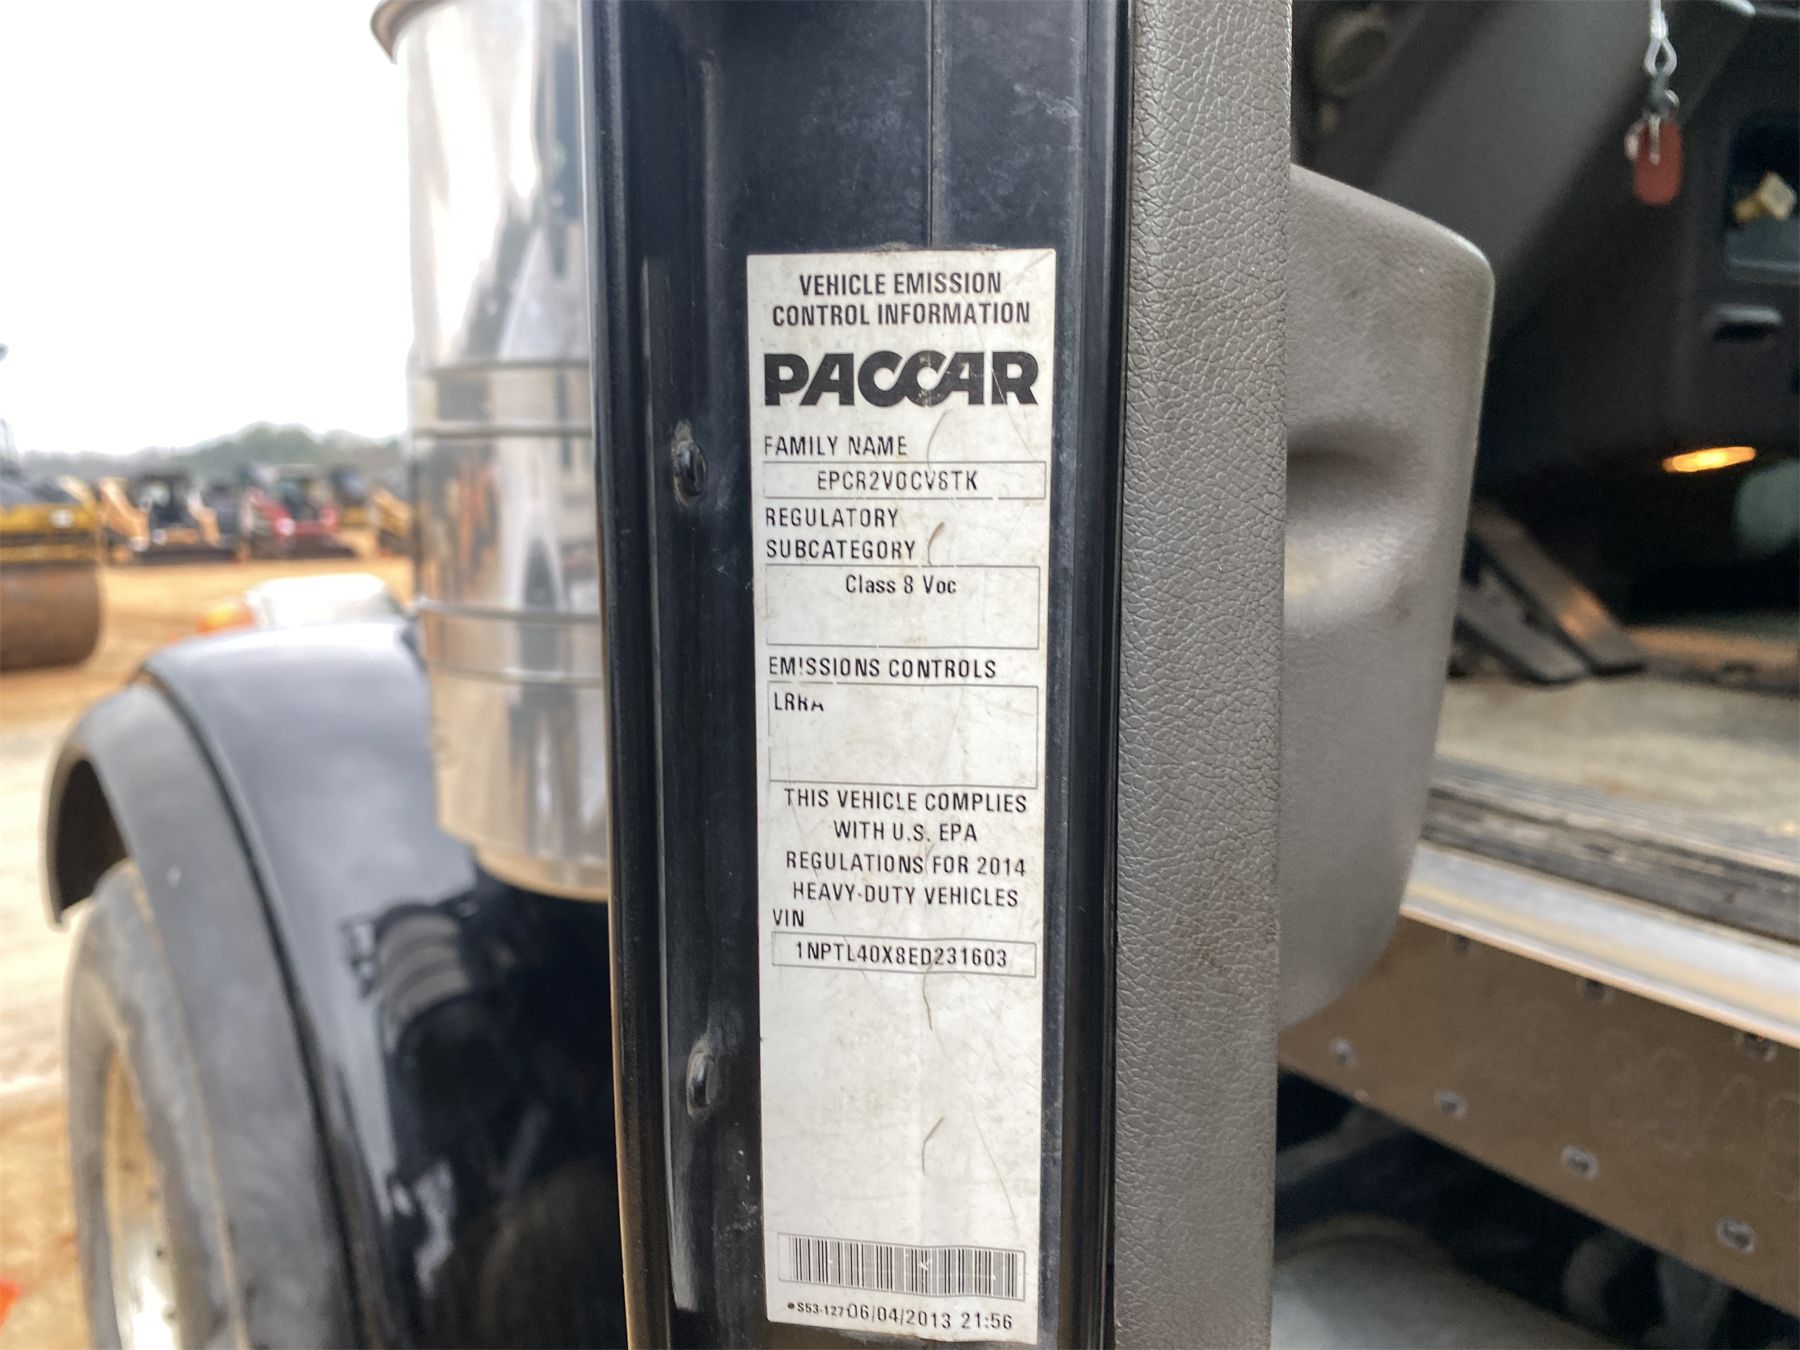 VEHICLE EMISSION
CONTROL INFORMATION
PACCAR
FAMILY NAME
EPCR2VOCVSTK
REGULATORY
SUBCATEGORY
Class 8 Voc
EMISSIONS CONTROLS
LRRA
THIS VEHICLE COMPLIES
WITH U.S. EPA
REGULATIONS FOR 2014
HEAVY-DUTY VEHICLES
VIN
1NPTL40X8ED231603
S53-127 06/04/2013 21:56